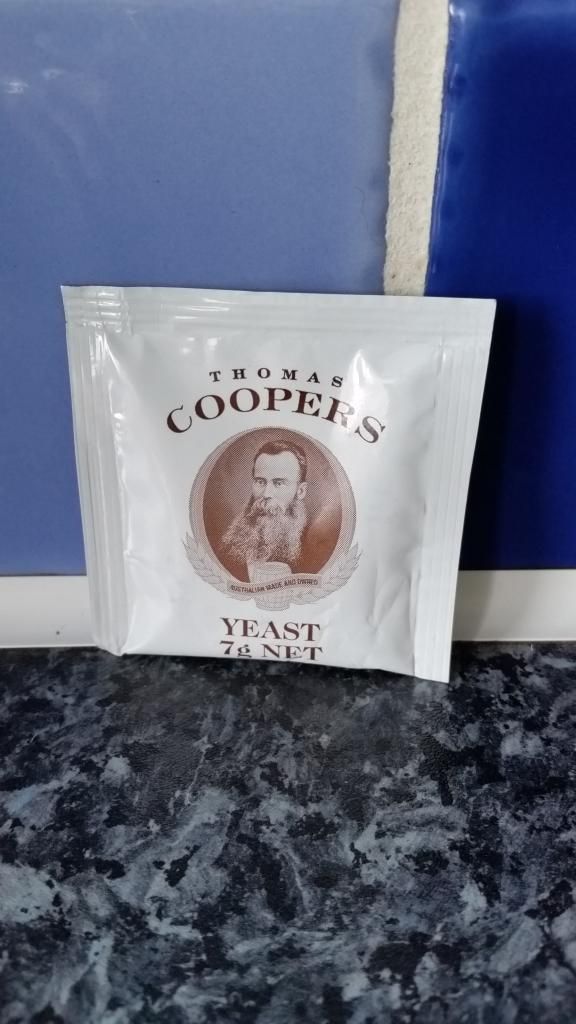 THOMAS
COOPERS
AUSTRALIAN MADE AND OWNED
YEAST
7g NET